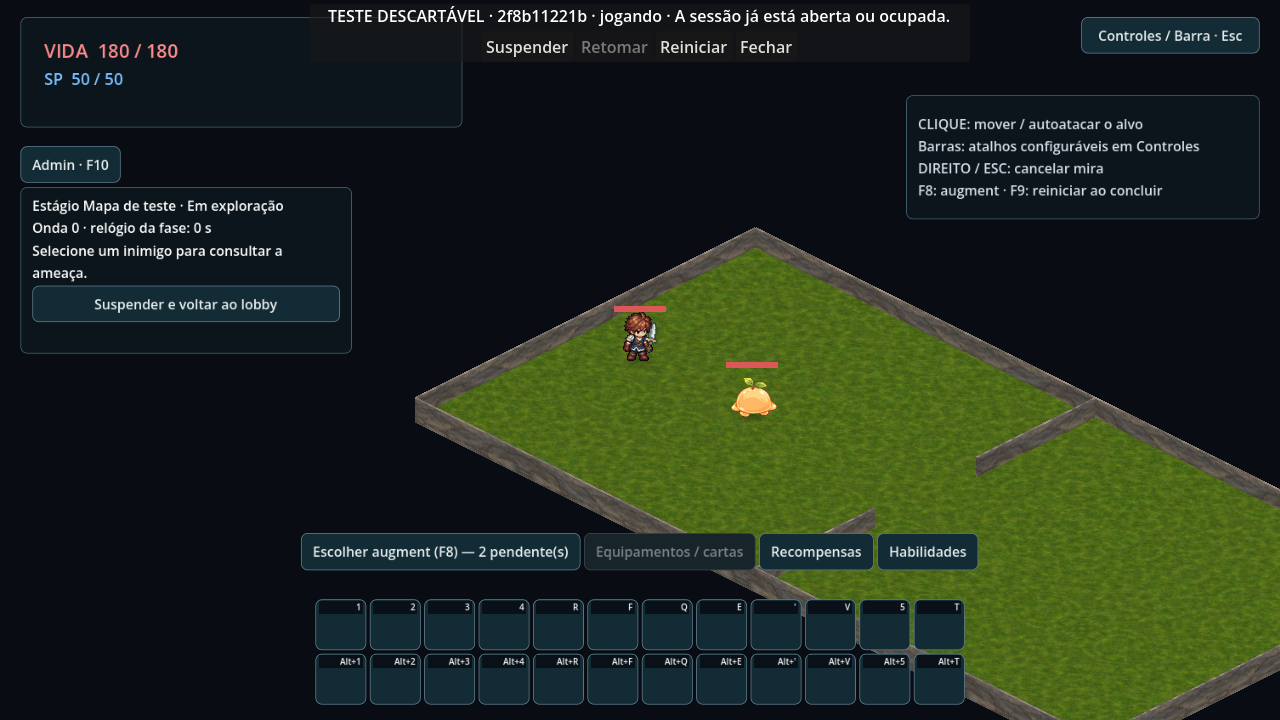 TESTE DESCARTÁVEL · 2f8b11221b · jogando · A sessão já está aberta ou ocupada.
Suspender Retomar Reiniciar Fechar
VIDA 180 / 180
SP 50 / 50
Controles / Barra · Esc
CLIQUE: mover / autoatacar o alvo
Barras: atalhos configuráveis em Controles
DIREITO / ESC: cancelar mira
F8: augment · F9: reiniciar ao concluir
Admin · F10
Estágio Mapa de teste · Em exploração
Onda 0 · relógio da fase: 0 s
Selecione um inimigo para consultar a
ameaça.
Suspender e voltar ao lobby
Escolher augment (F8) — 2 pendente(s) Equipamentos / cartas Recompensas Habilidades
1 2 3 4 R F Q E ' V 5 T
Alt+1 Alt+2 Alt+3 Alt+4 Alt+R Alt+F Alt+Q Alt+E Alt+' Alt+V Alt+5 Alt+T